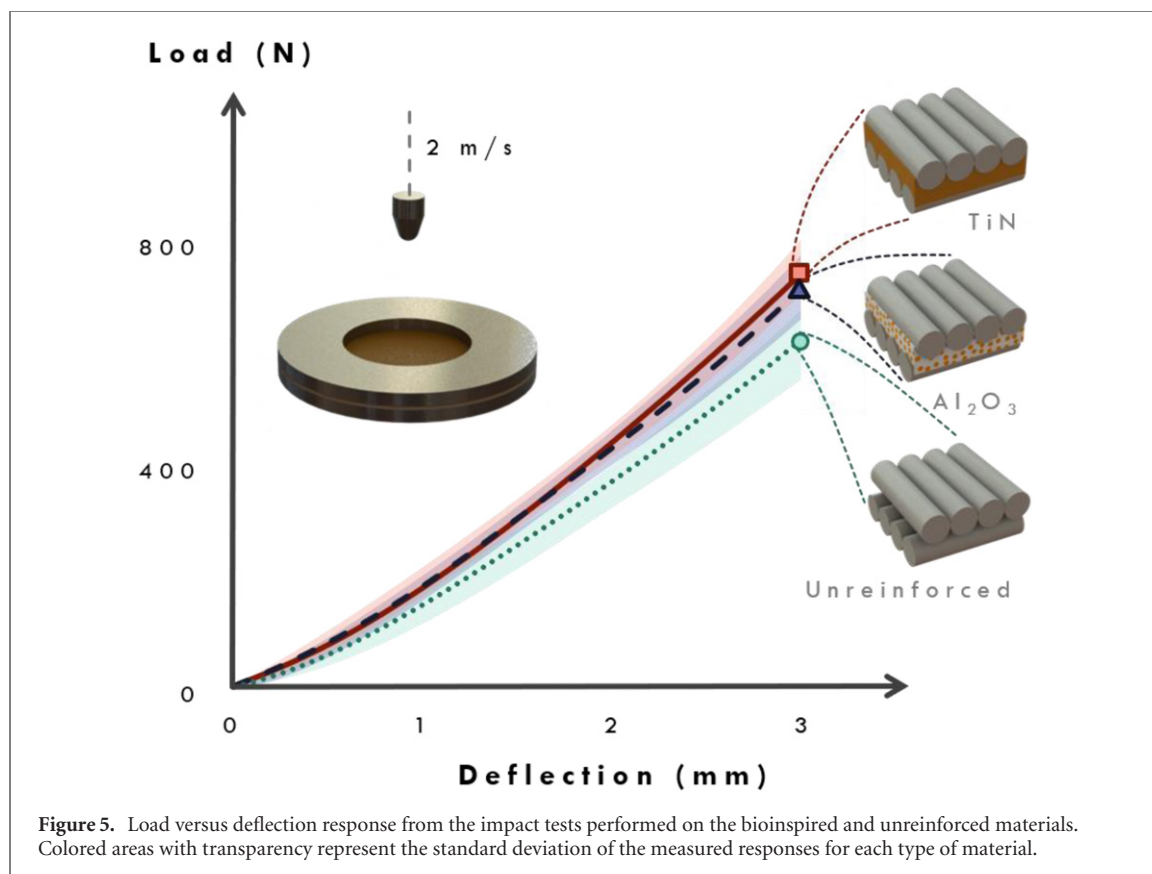 Load (N)
2 m/s
800
400
0
0 1 2 3
Deflection (mm)
TiN
Al₂O₃
Unreinforced
Figure 5. Load versus deflection response from the impact tests performed on the bioinspired and unreinforced materials.
Colored areas with transparency represent the standard deviation of the measured responses for each type of material.